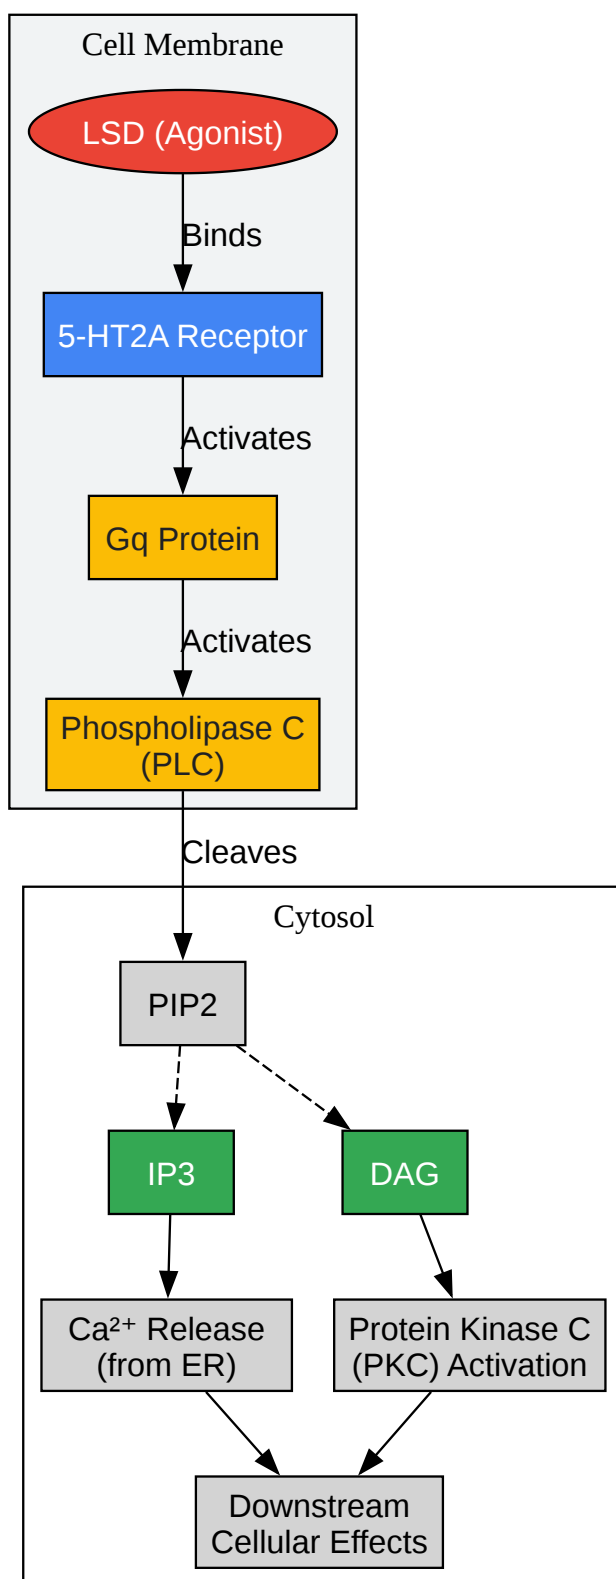 Cell Membrane
LSD (Agonist)
Binds
5-HT2A Receptor
Activates
Gq Protein
Activates
Phospholipase C
(PLC)
Cleaves
Cytosol
PIP2
IP3
DAG
Ca²⁺ Release
(from ER)
Protein Kinase C
(PKC) Activation
Downstream
Cellular Effects